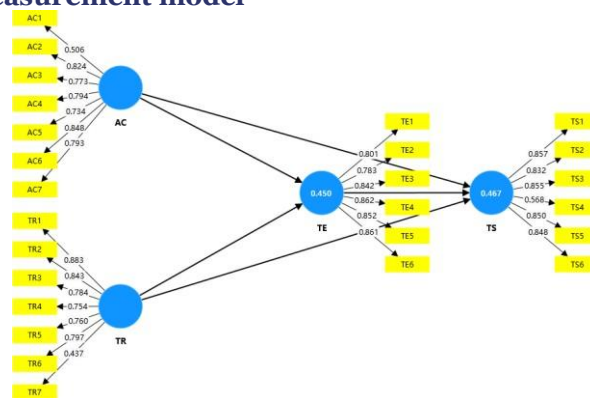 easurement model
AC1
AC2
AC3
AC4
AC5
AC6
AC7
0.506
0.824
0.773
0.794
0.734
0.848
0.793
AC
TR1
TR2
TR3
TR4
TR5
TR6
TR7
0.883
0.843
0.784
0.754
0.760
0.797
0.437
TR
0.450
TE
TE1
TE2
TE3
TE4
TE5
TE6
0.801
0.783
0.842
0.862
0.852
0.861
0.467
TS
TS1
TS2
TS3
TS4
TS5
TS6
0.857
0.832
0.855
0.568
0.850
0.848